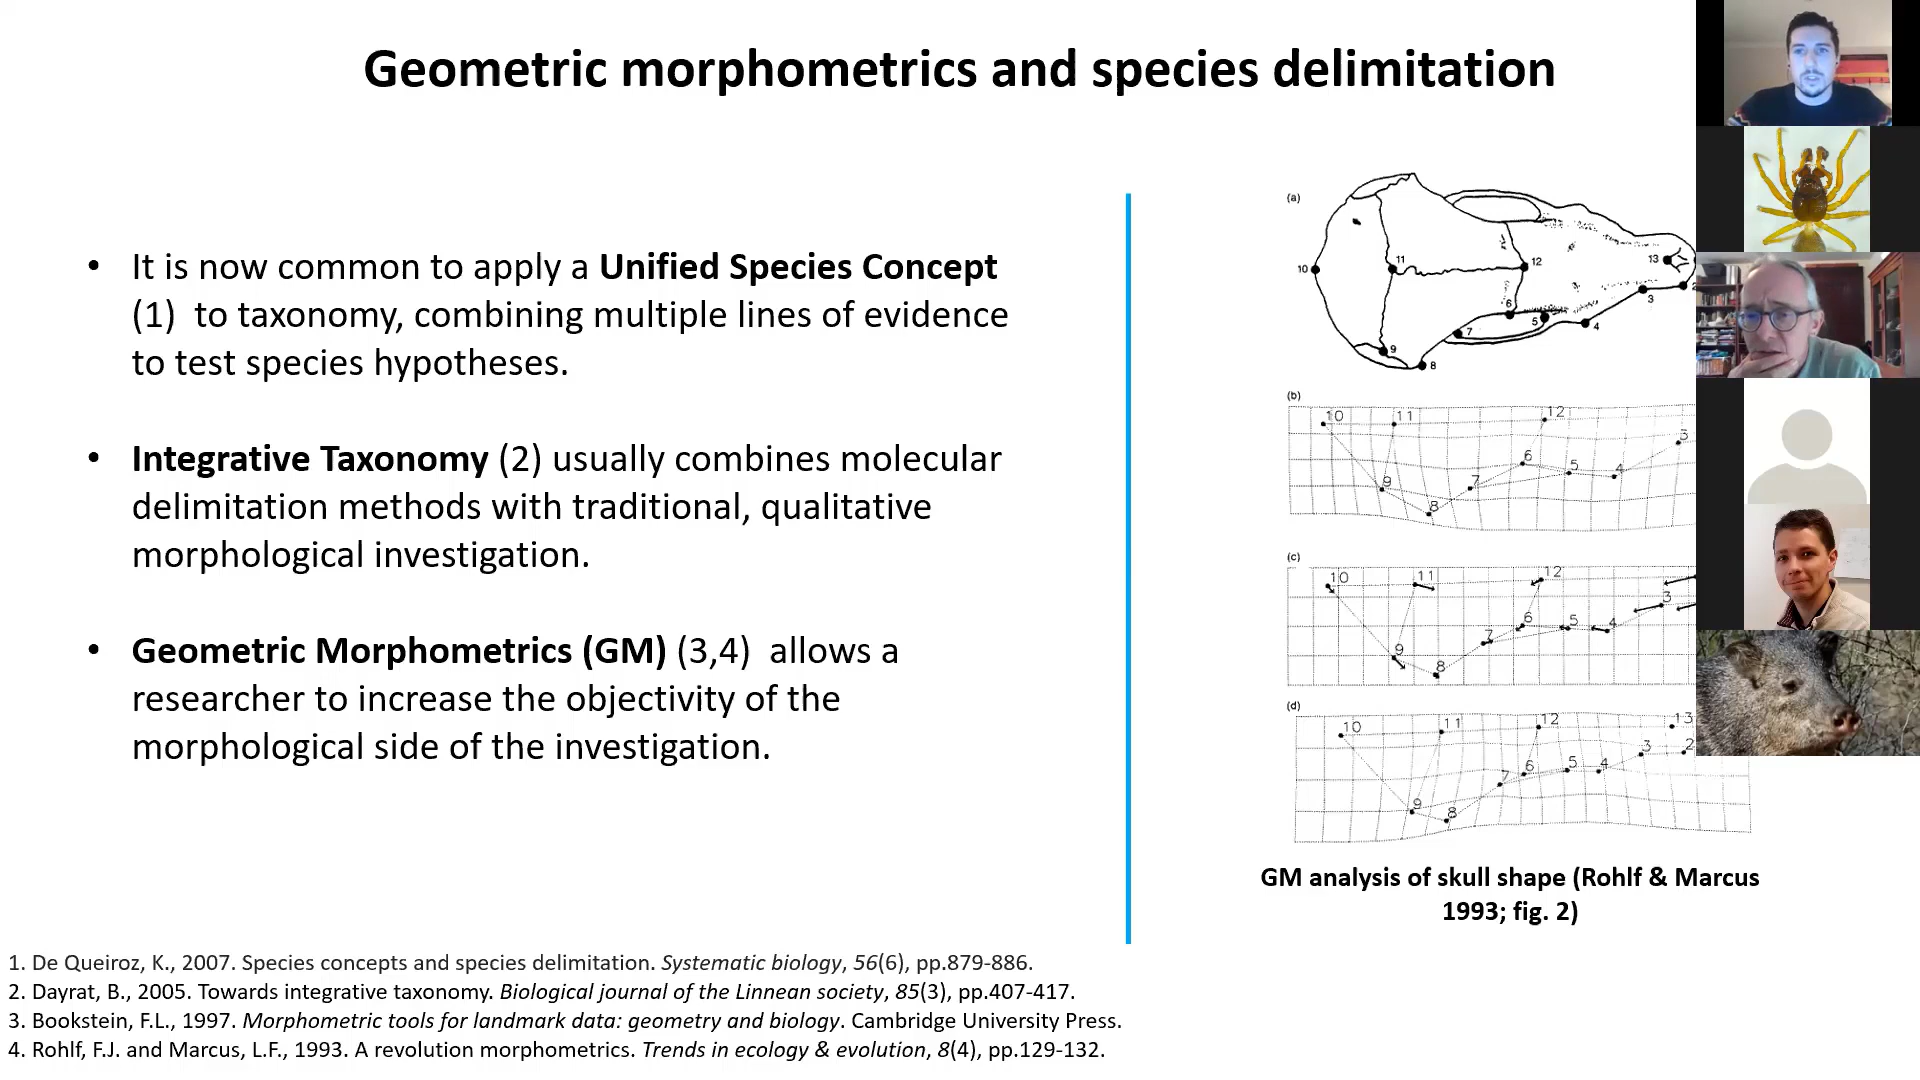 Geometric morphometrics and species delimitation
• It is now common to apply a Unified Species Concept
(1) to taxonomy, combining multiple lines of evidence
to test species hypotheses.
• Integrative Taxonomy (2) usually combines molecular
delimitation methods with traditional, qualitative
morphological investigation.
• Geometric Morphometrics (GM) (3,4) allows a
researcher to increase the objectivity of the
morphological side of the investigation.
(a)
10 11 12 13
2
3
4
5
6
7
8
9
(b)
10 11 12
3
4
5
6
7
8
9
(c)
10 11 12
3
4
5
6
7
8
9
(d)
10 11 12 13
2
3
4
5
6
7
8
9
GM analysis of skull shape (Rohlf & Marcus
1993; fig. 2)
1. De Queiroz, K., 2007. Species concepts and species delimitation. Systematic biology, 56(6), pp.879-886.
2. Dayrat, B., 2005. Towards integrative taxonomy. Biological journal of the Linnean society, 85(3), pp.407-417.
3. Bookstein, F.L., 1997. Morphometric tools for landmark data: geometry and biology. Cambridge University Press.
4. Rohlf, F.J. and Marcus, L.F., 1993. A revolution morphometrics. Trends in ecology & evolution, 8(4), pp.129-132.